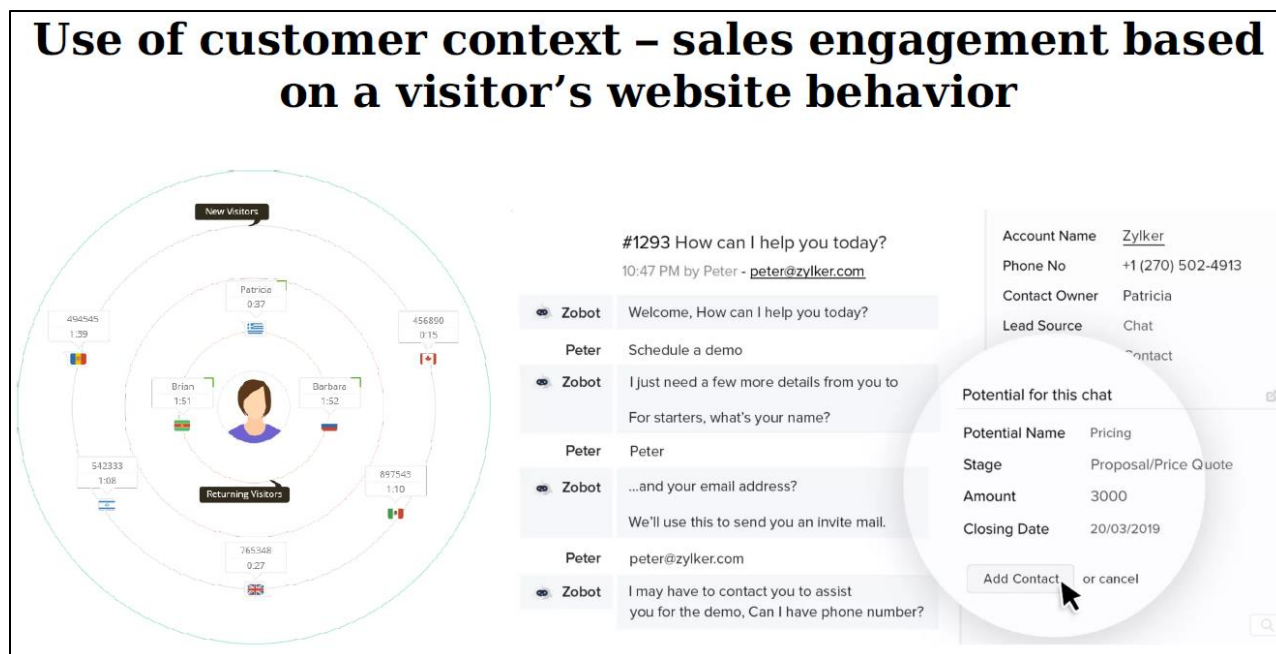 Use of customer context – sales engagement based
on a visitor’s website behavior
New Visitors
Patricia
0:37
494545
1:39
456890
0:15
Brian
1:51
Barbara
1:52
542333
1:08
897543
1:10
Returning Visitors
765348
0:27
#1293 How can I help you today?
10:47 PM by Peter - peter@zylker.com
Zobot Welcome, How can I help you today?
Peter Schedule a demo
Zobot I just need a few more details from you to
For starters, what's your name?
Peter Peter
Zobot ...and your email address?
We'll use this to send you an invite mail.
Peter peter@zylker.com
Zobot I may have to contact you to assist
you for the demo, Can I have phone number?
Account Name Zylker
Phone No +1 (270) 502-4913
Contact Owner Patricia
Lead Source Chat
Contact
Potential for this chat
Potential Name Pricing
Stage Proposal/Price Quote
Amount 3000
Closing Date 20/03/2019
Add Contact or cancel